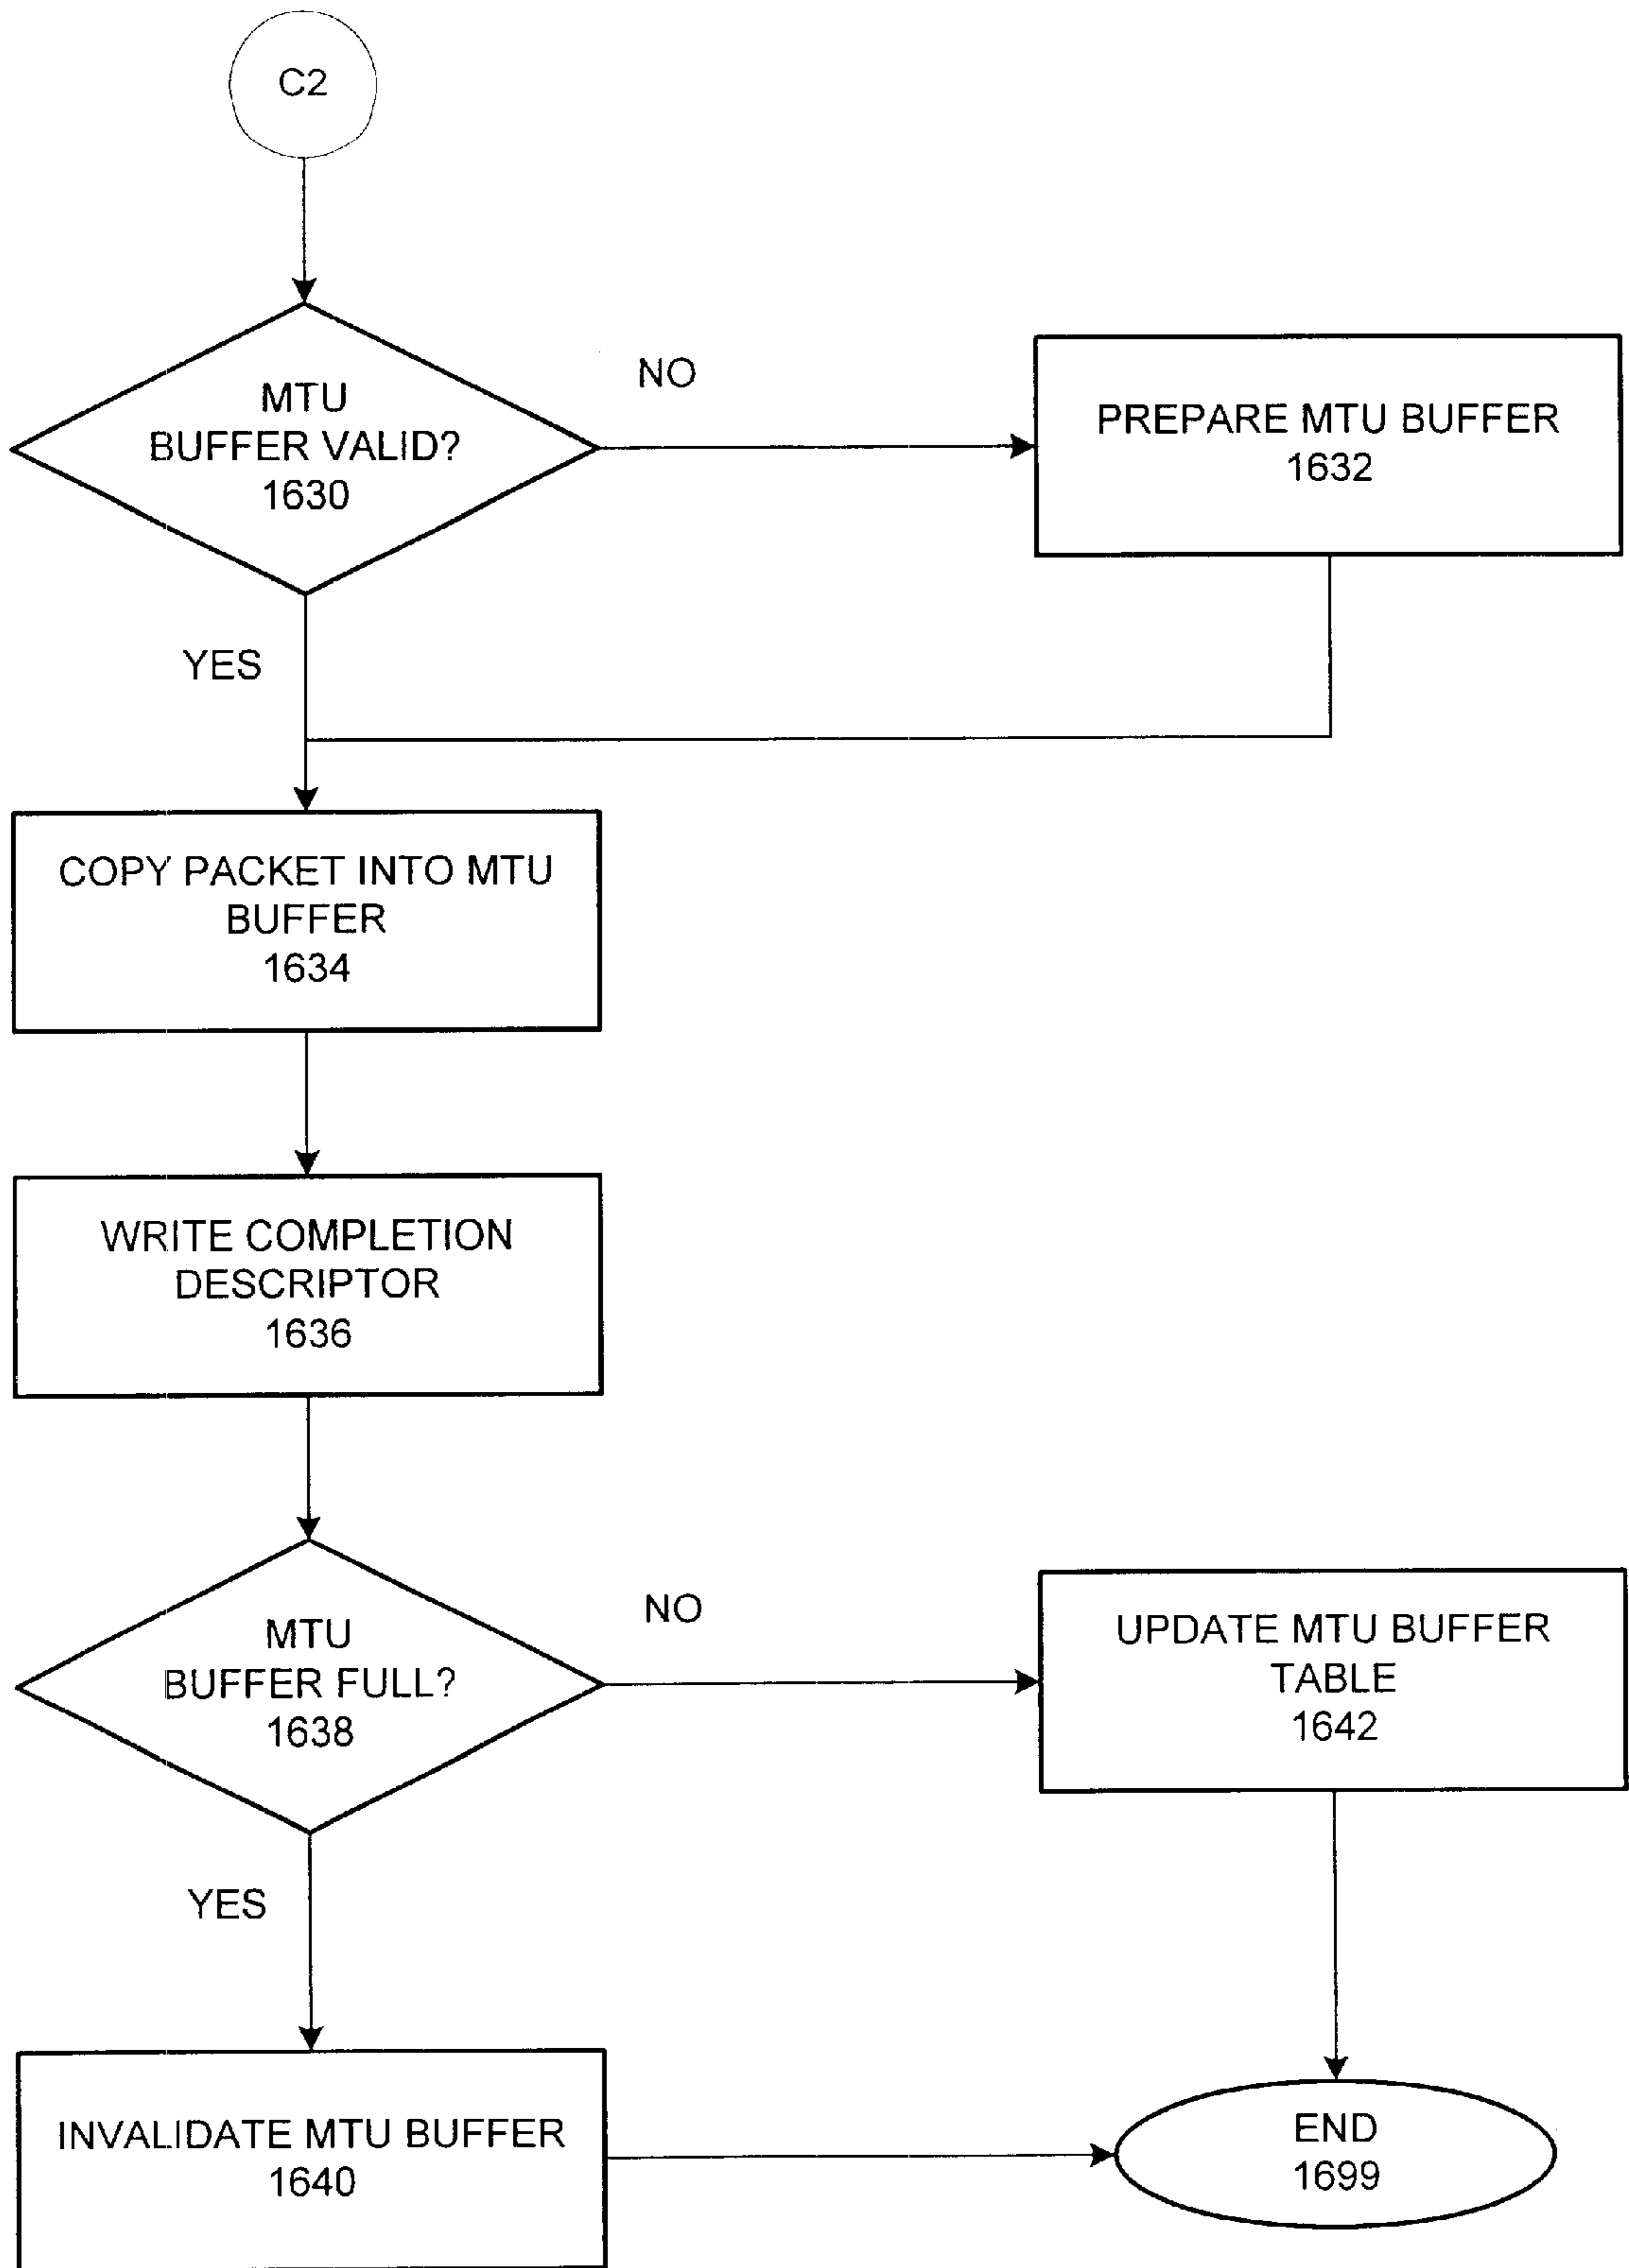 C2
MTU
BUFFER VALID?
1630
NO
PREPARE MTU BUFFER
1632
YES
COPY PACKET INTO MTU
BUFFER
1634
WRITE COMPLETION
DESCRIPTOR
1636
MTU
BUFFER FULL?
1638
NO
UPDATE MTU BUFFER
TABLE
1642
YES
INVALIDATE MTU BUFFER
1640
END
1699